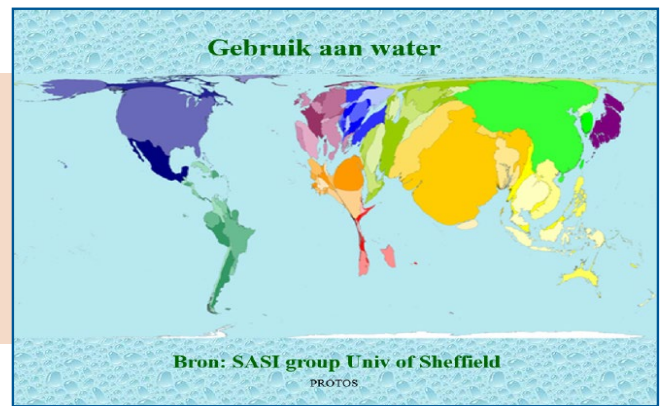 Gebruik aan water
Bron: SASI group Univ of Sheffield
PROTOS